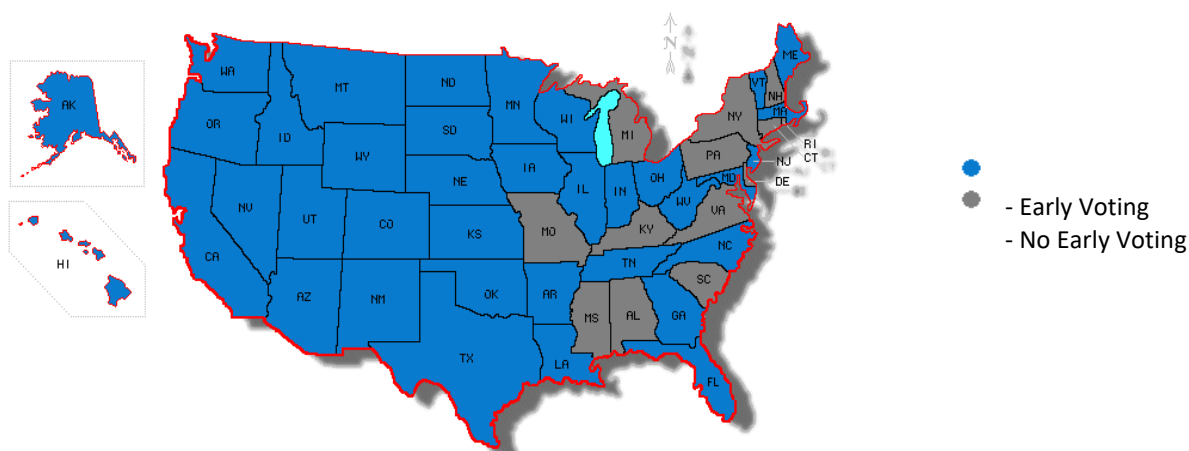 N
ME
WA
MT
ND
VT
NH
AK
MN
MA
OR
NY
ID
SD
WI
MI
RI
WY
CT
PA
NJ
IA
NE
OH
MD
DE
IL
IN
NV
WV
VA
UT
CO
- Early Voting
KS
MO
KY
- No Early Voting
NC
CA
HI
TN
OK
SC
AZ
NM
AR
MS
AL
GA
TX
LA
FL